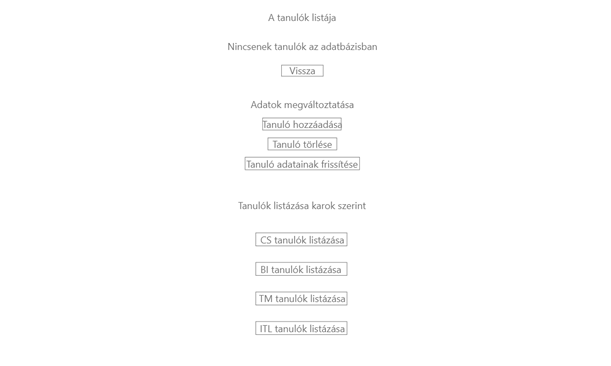 A tanulók listája
Nincsenek tanulók az adatbázisban
Vissza
Adatok megváltoztatása
Tanuló hozzáadása
Tanuló törlése
Tanuló adatainak frissítése
Tanulók listázása karok szerint
CS tanulók listázása
BI tanulók listázása
TM tanulók listázása
ITL tanulók listázása